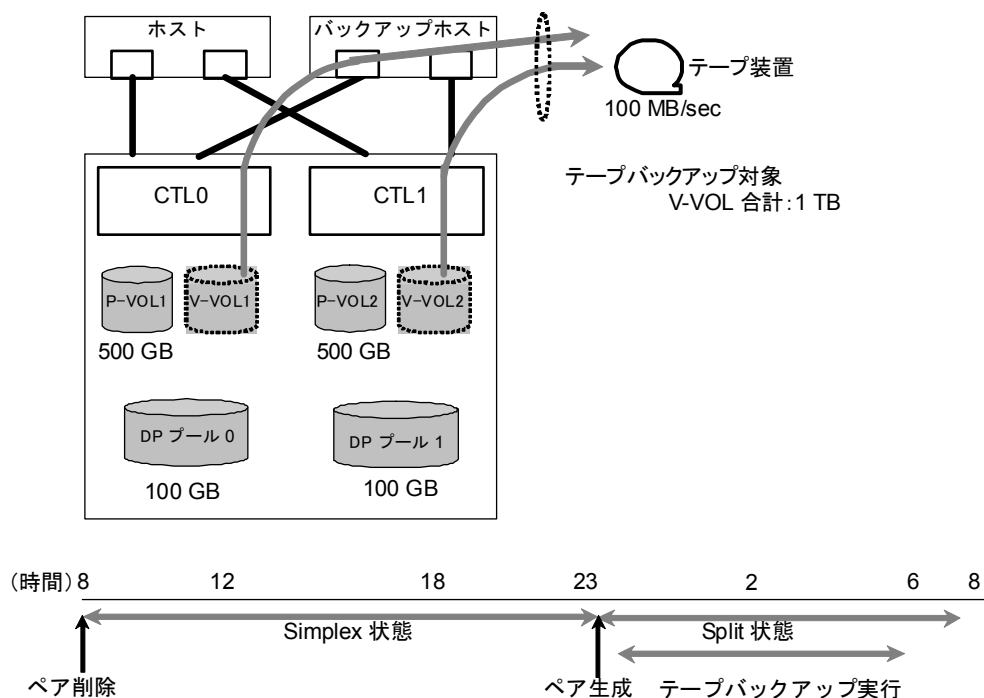 ホスト
バックアップホスト
テープ装置
100 MB/sec
CTL0
CTL1
テープバックアップ対象
V-VOL 合計:1 TB
P-VOL1
V-VOL1
P-VOL2
V-VOL2
500 GB
500 GB
DP プール 0
DP プール 1
100 GB
100 GB
(時間) 8 12 18 23 2 6 8
Simplex 状態
Split 状態
ペア削除
ペア生成
テープバックアップ実行